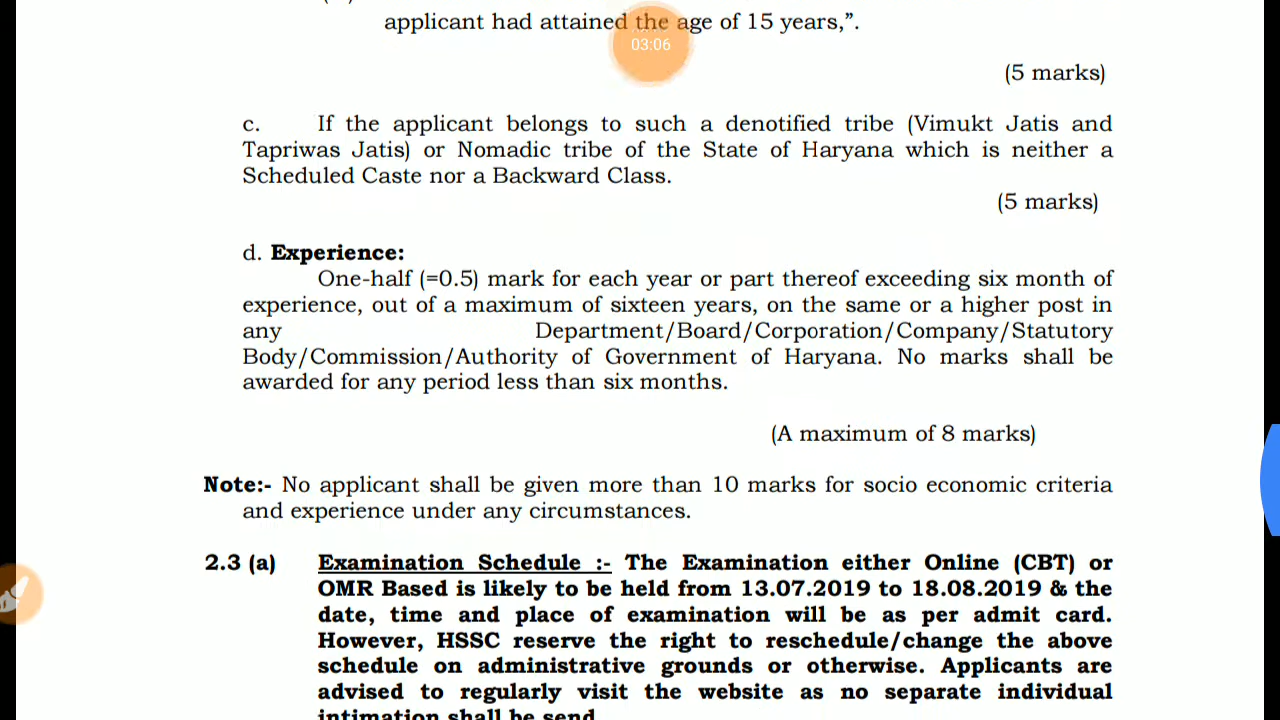 applicant had attained the age of 15 years,”.
03:06
(5 marks)
c. If the applicant belongs to such a denotified tribe (Vimukt Jatis and
Tapriwas Jatis) or Nomadic tribe of the State of Haryana which is neither a
Scheduled Caste nor a Backward Class.
(5 marks)
d. Experience:
One-half (=0.5) mark for each year or part thereof exceeding six month of
experience, out of a maximum of sixteen years, on the same or a higher post in
any Department/Board/Corporation/Company/Statutory
Body/Commission/Authority of Government of Haryana. No marks shall be
awarded for any period less than six months.
(A maximum of 8 marks)
Note:- No applicant shall be given more than 10 marks for socio economic criteria
and experience under any circumstances.
2.3 (a) Examination Schedule :- The Examination either Online (CBT) or
OMR Based is likely to be held from 13.07.2019 to 18.08.2019 & the
date, time and place of examination will be as per admit card.
However, HSSC reserve the right to reschedule/change the above
schedule on administrative grounds or otherwise. Applicants are
advised to regularly visit the website as no separate individual
intimation shall be send